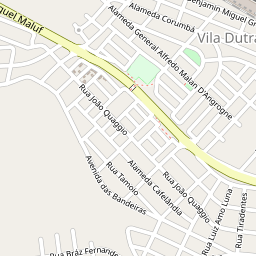 Benjamin Miguel
Alameda Corumbá
Vila Dutra
Alameda General Alfredo Malan D'Angrogne
quel Maluf
Rua João Quaggio
Avenida das Bandeiras
Rua Tamoio
Alameda Cafelândia
Rua João Quaggio
Rua Luiz Amo Luna
Rua Tiradentes
Rua Braz Fernande